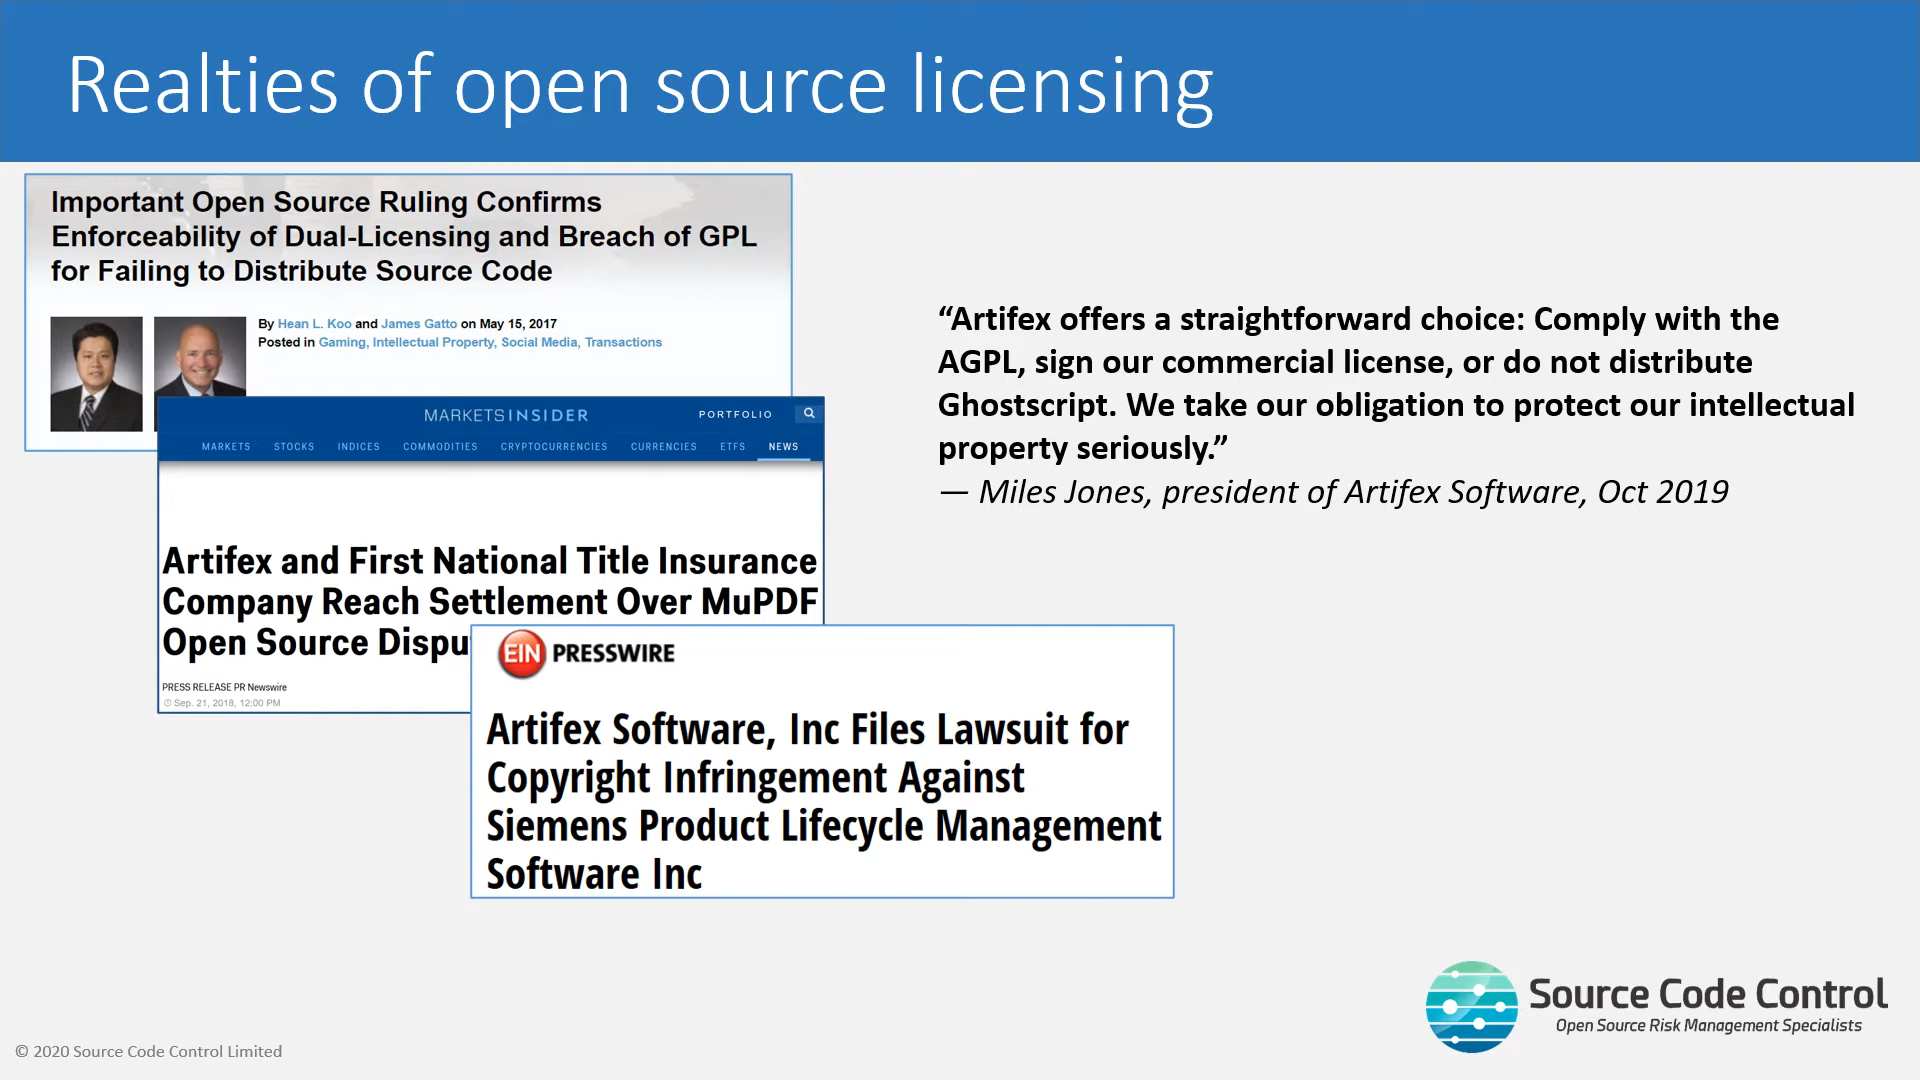 Realties of open source licensing
Important Open Source Ruling Confirms
Enforceability of Dual-Licensing and Breach of GPL
for Failing to Distribute Source Code
By Hean L. Koo and James Gatto on May 15, 2017
Posted in Gaming, Intellectual Property, Social Media, Transactions
MARKETS INSIDER
PORTFOLIO
MARKETS STOCKS INDICES COMMODITIES CRYPTOCURRENCIES CURRENCIES ETFS NEWS
Artifex and First National Title Insurance
Company Reach Settlement Over MuPDF
Open Source Dispu
PRESS RELEASE PR Newswire
Sep. 21, 2018, 12:00 PM
EIN PRESSWIRE
Artifex Software, Inc Files Lawsuit for
Copyright Infringement Against
Siemens Product Lifecycle Management
Software Inc
“Artifex offers a straightforward choice: Comply with the
AGPL, sign our commercial license, or do not distribute
Ghostscript. We take our obligation to protect our intellectual
property seriously.”
— Miles Jones, president of Artifex Software, Oct 2019
Source Code Control
Open Source Risk Management Specialists
© 2020 Source Code Control Limited